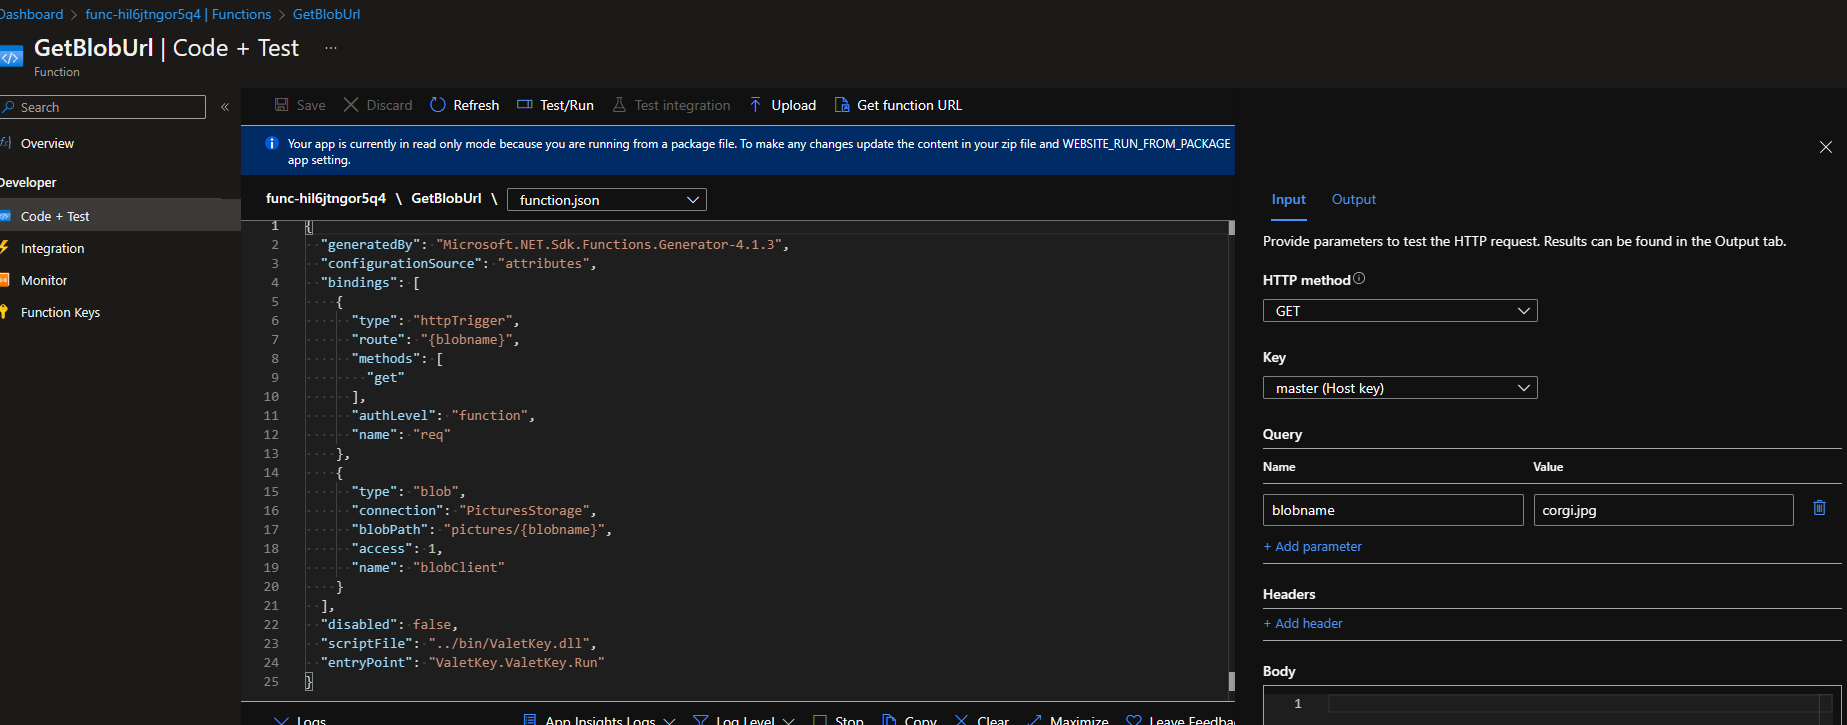 Dashboard > func-hil6jtngor5q4 | Functions > GetBlobUrl
GetBlobUrl | Code + Test ...
Function
Search «
Overview
Developer
Code + Test
Integration
Monitor
Function Keys
Save Discard Refresh Test/Run Test integration Upload Get function URL
Your app is currently in read only mode because you are running from a package file. To make any changes update the content in your zip file and WEBSITE_RUN_FROM_PACKAGE
app setting.
func-hil6jtngor5q4 \ GetBlobUrl \ function.json
1 {
2 "generatedBy": "Microsoft.NET.Sdk.Functions.Generator-4.1.3",
3 "configurationSource": "attributes",
4 "bindings": [
5 {
6 "type": "httpTrigger",
7 "route": "{blobname}",
8 "methods": [
9 "get"
10 ],
11 "authLevel": "function",
12 "name": "req"
13 },
14 {
15 "type": "blob",
16 "connection": "PicturesStorage",
17 "blobPath": "pictures/{blobname}",
18 "access": 1,
19 "name": "blobClient"
20 }
21 ],
22 "disabled": false,
23 "scriptFile": "../bin/ValetKey.dll",
24 "entryPoint": "ValetKey.ValetKey.Run"
25 }
Logs App Insights Logs Log Level Stop Copy Clear Maximize Leave Feedba
Input Output
Provide parameters to test the HTTP request. Results can be found in the Output tab.
HTTP method
GET
Key
master (Host key)
Query
Name Value
blobname corgi.jpg
+ Add parameter
Headers
+ Add header
Body
1